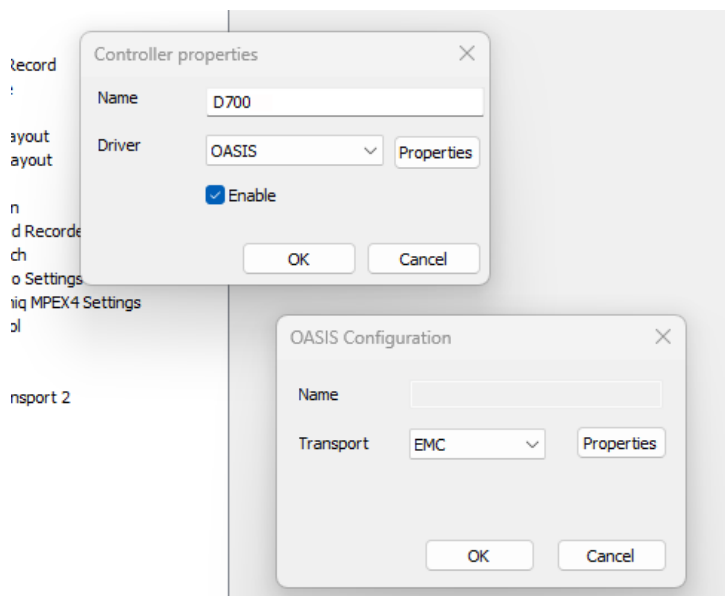 Record
ayout
ayout
n
d Recorde
ch
o Settings
niq MPEX4 Settings
ol
nsport 2
Controller properties
Name
D700
Driver
OASIS
Properties
Enable
OK
Cancel
OASIS Configuration
Name
Transport
EMC
Properties
OK
Cancel